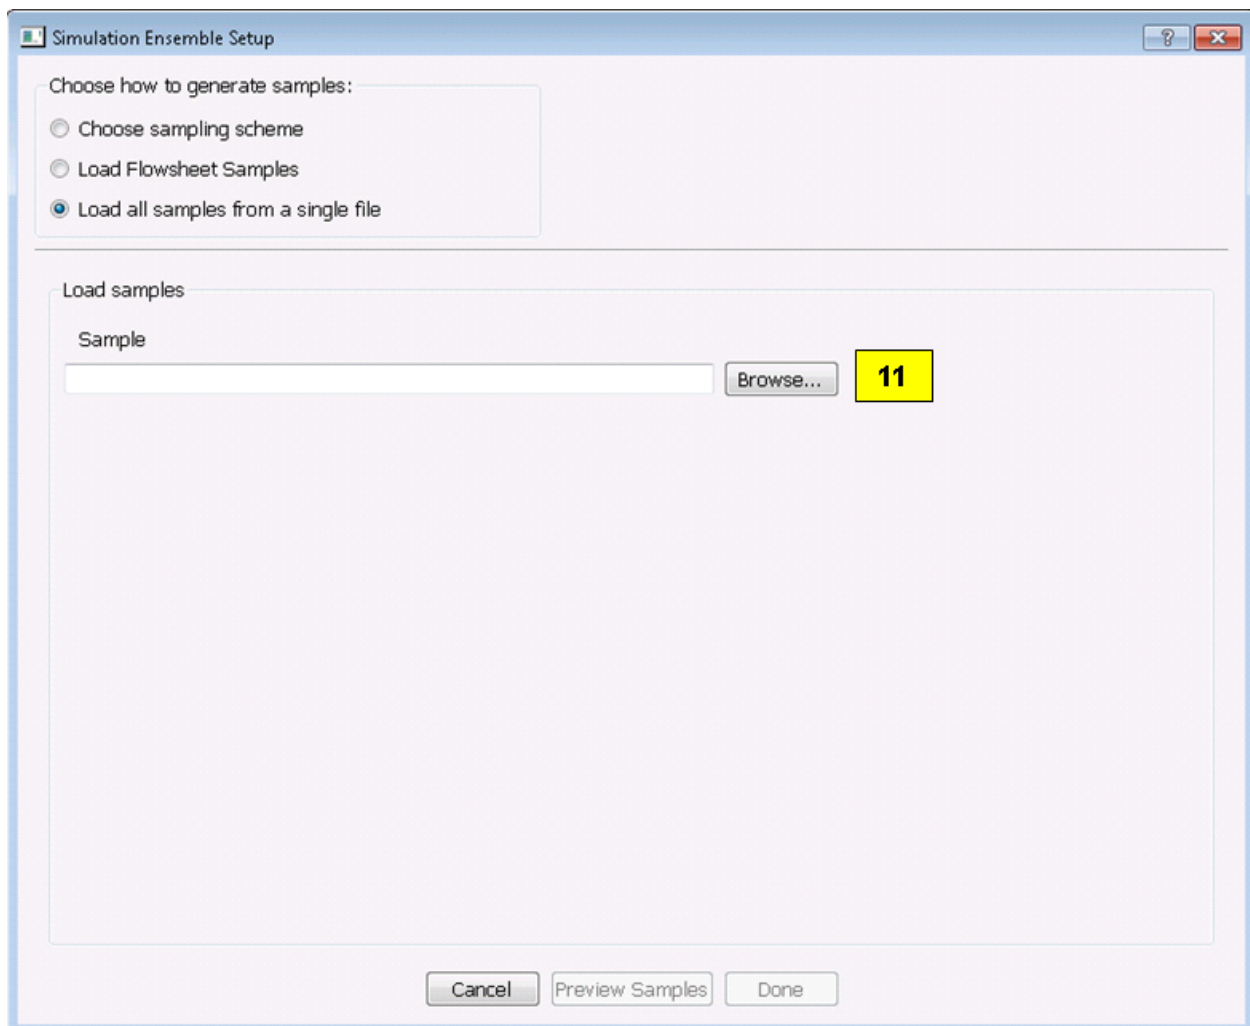 Simulation Ensemble Setup
Choose how to generate samples:
Choose sampling scheme
Load Flowsheet Samples
Load all samples from a single file
Load samples
Sample
Browse... 11
Cancel Preview Samples Done